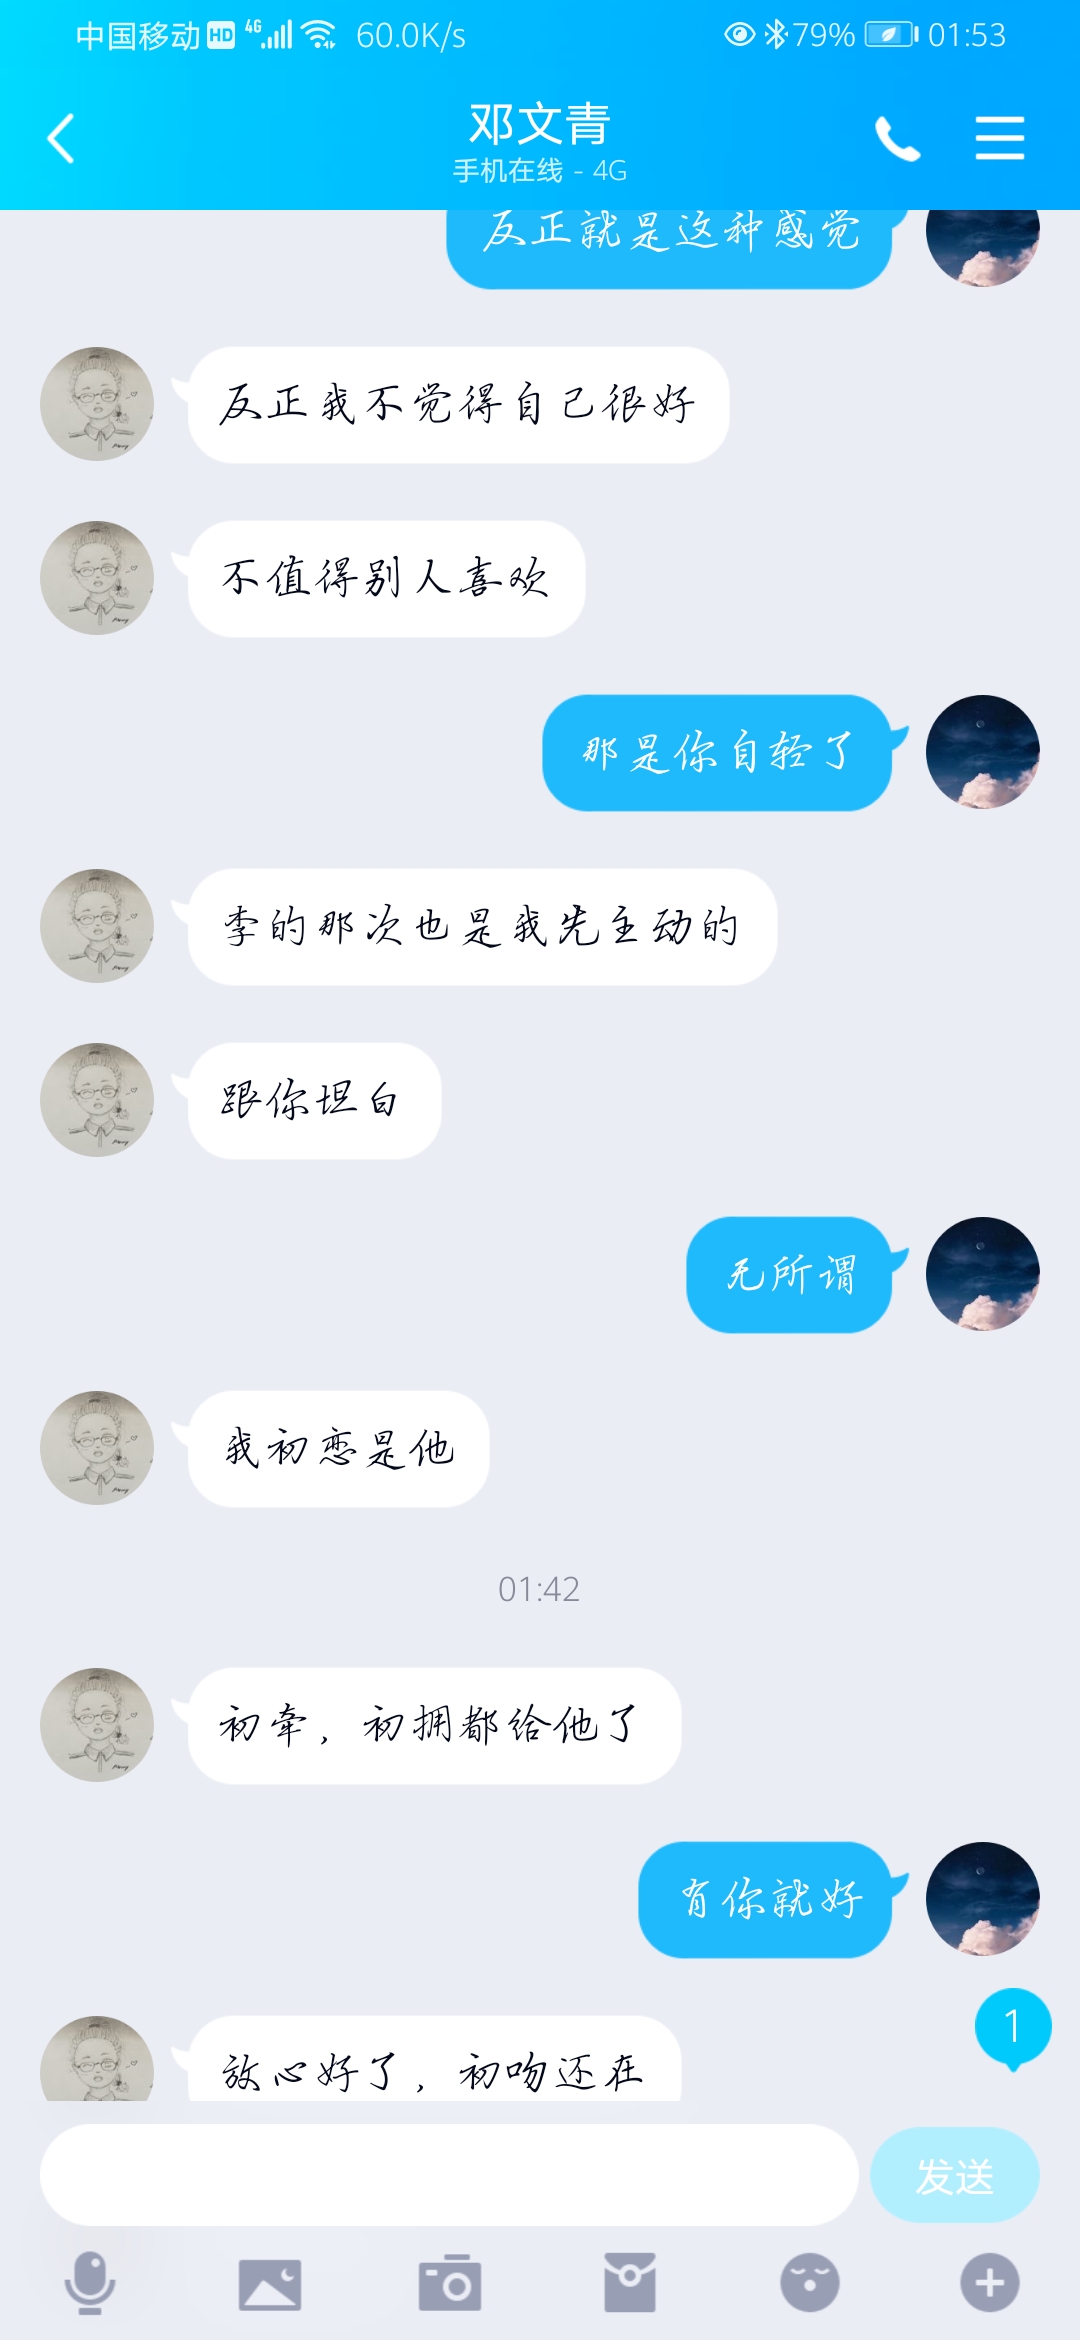 中国移动 HD 4G 60.0K/s 79% 01:53
邓文青
手机在线 - 4G
反正就是这种感觉
反正我不觉得自己很好
不值得别人喜欢
那是你自轻了
李的那次也是我先主动的
跟你坦白
无所谓
我初恋是他
01:42
初牵，初拥都给他了
有你就好
1
放心好了，初吻还在
发送